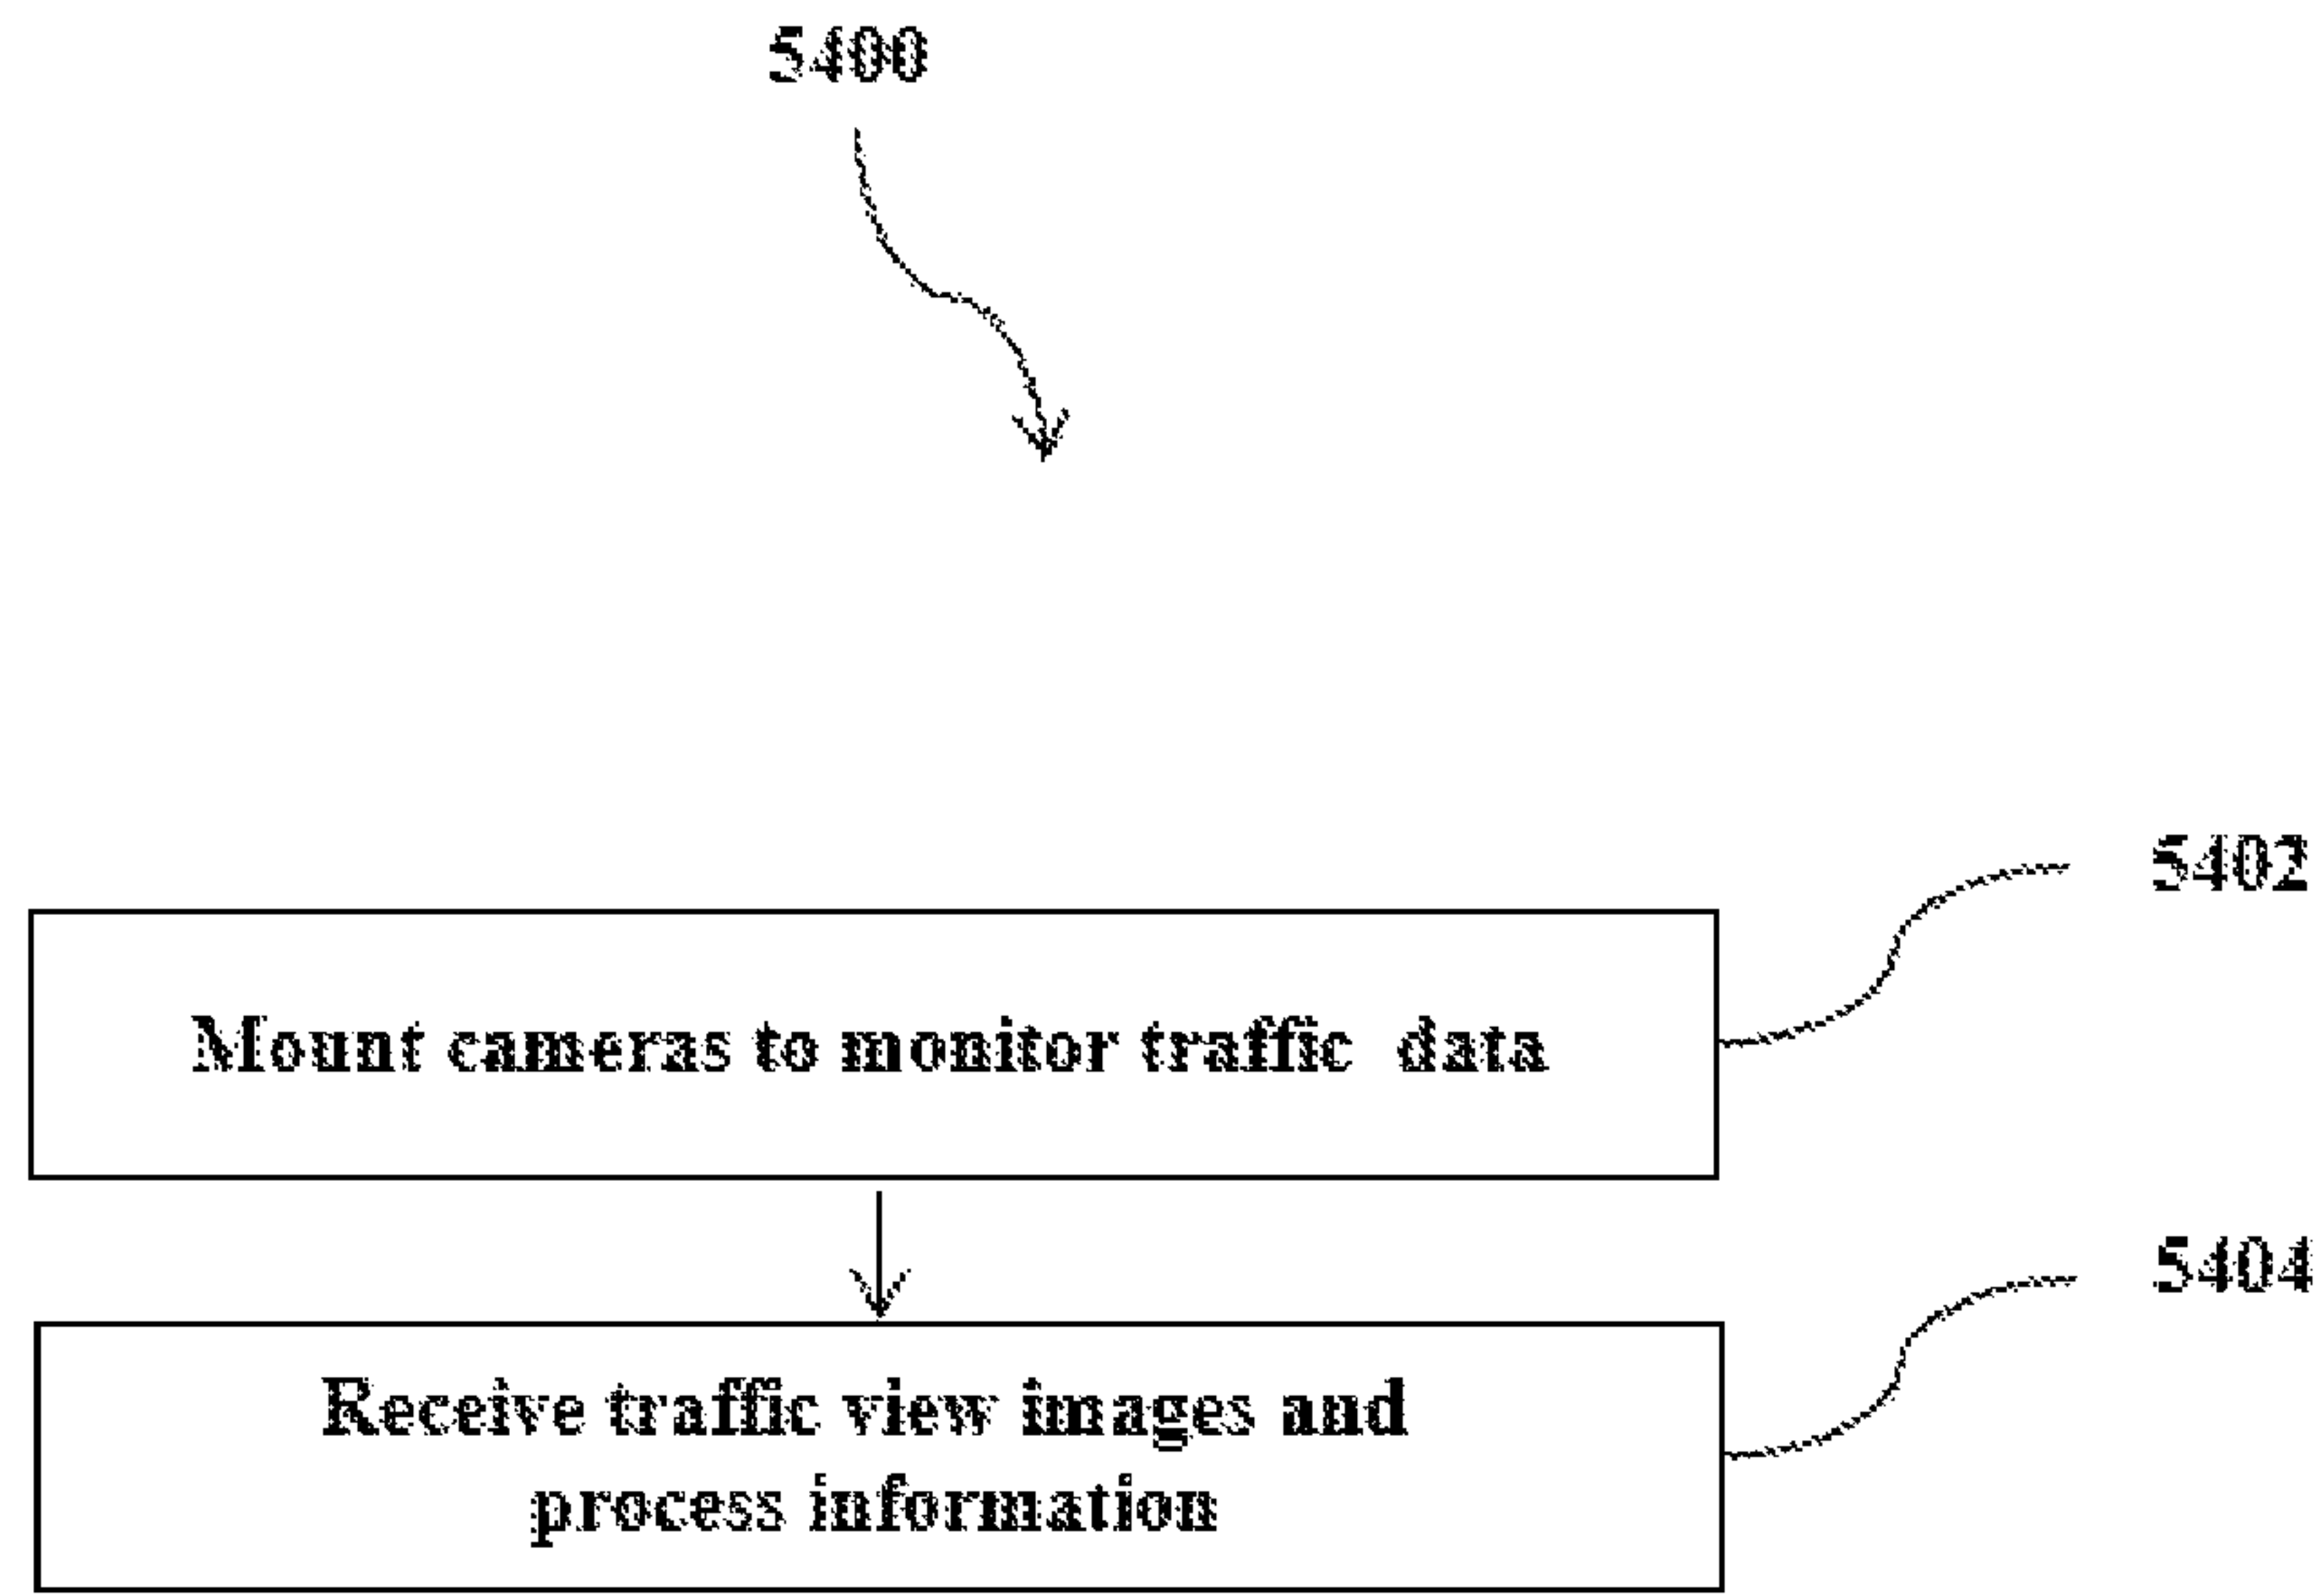 5400
5402
Mount cameras to monitor traffic data
5404
Receive traffic view images and
process information